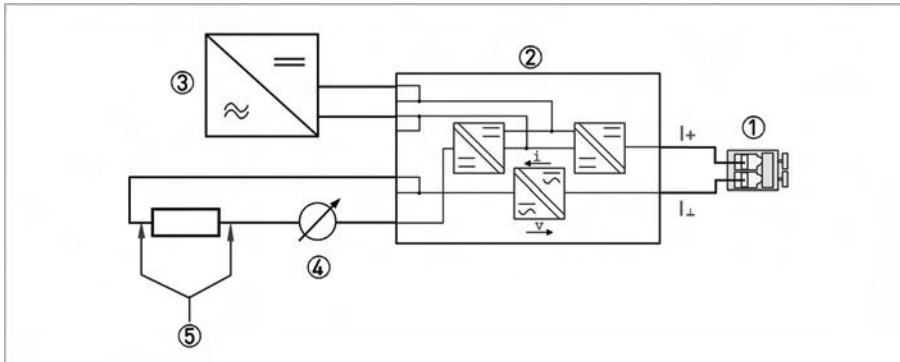 ②
③
①
I+
i
v
I⊥
④
⑤